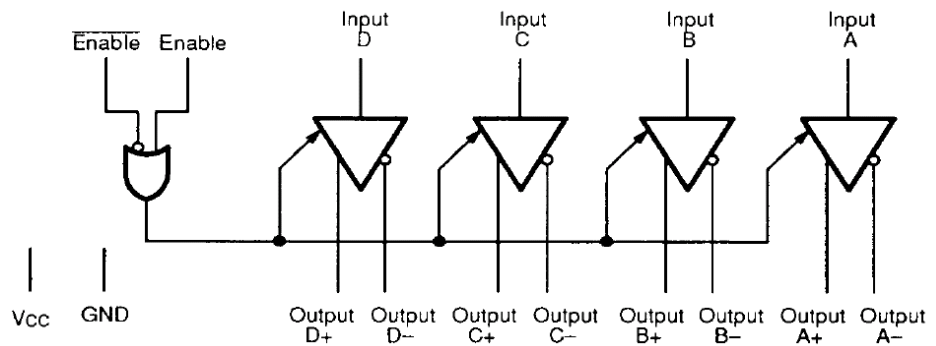 Input Input Input Input
D C B A
Enable Enable
VCC GND
Output Output Output Output Output Output Output Output
D+ D– C+ C– B+ B– A+ A–